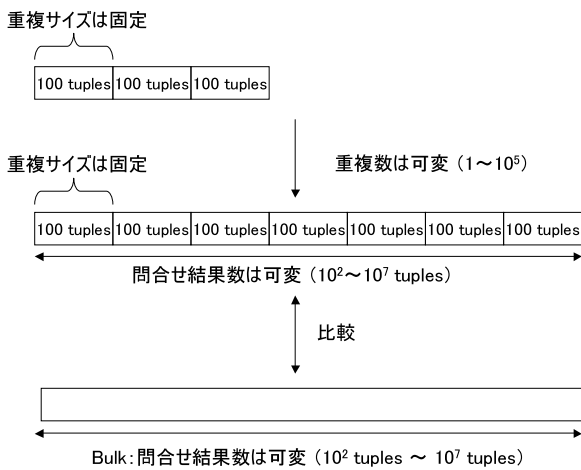 重複サイズは固定
100 tuples 100 tuples 100 tuples
重複数は可変 (1～10⁵)
重複サイズは固定
100 tuples 100 tuples 100 tuples 100 tuples 100 tuples 100 tuples 100 tuples
問合せ結果数は可変 (10²～10⁷ tuples)
比較
Bulk:問合せ結果数は可変 (10² tuples ～ 10⁷ tuples)